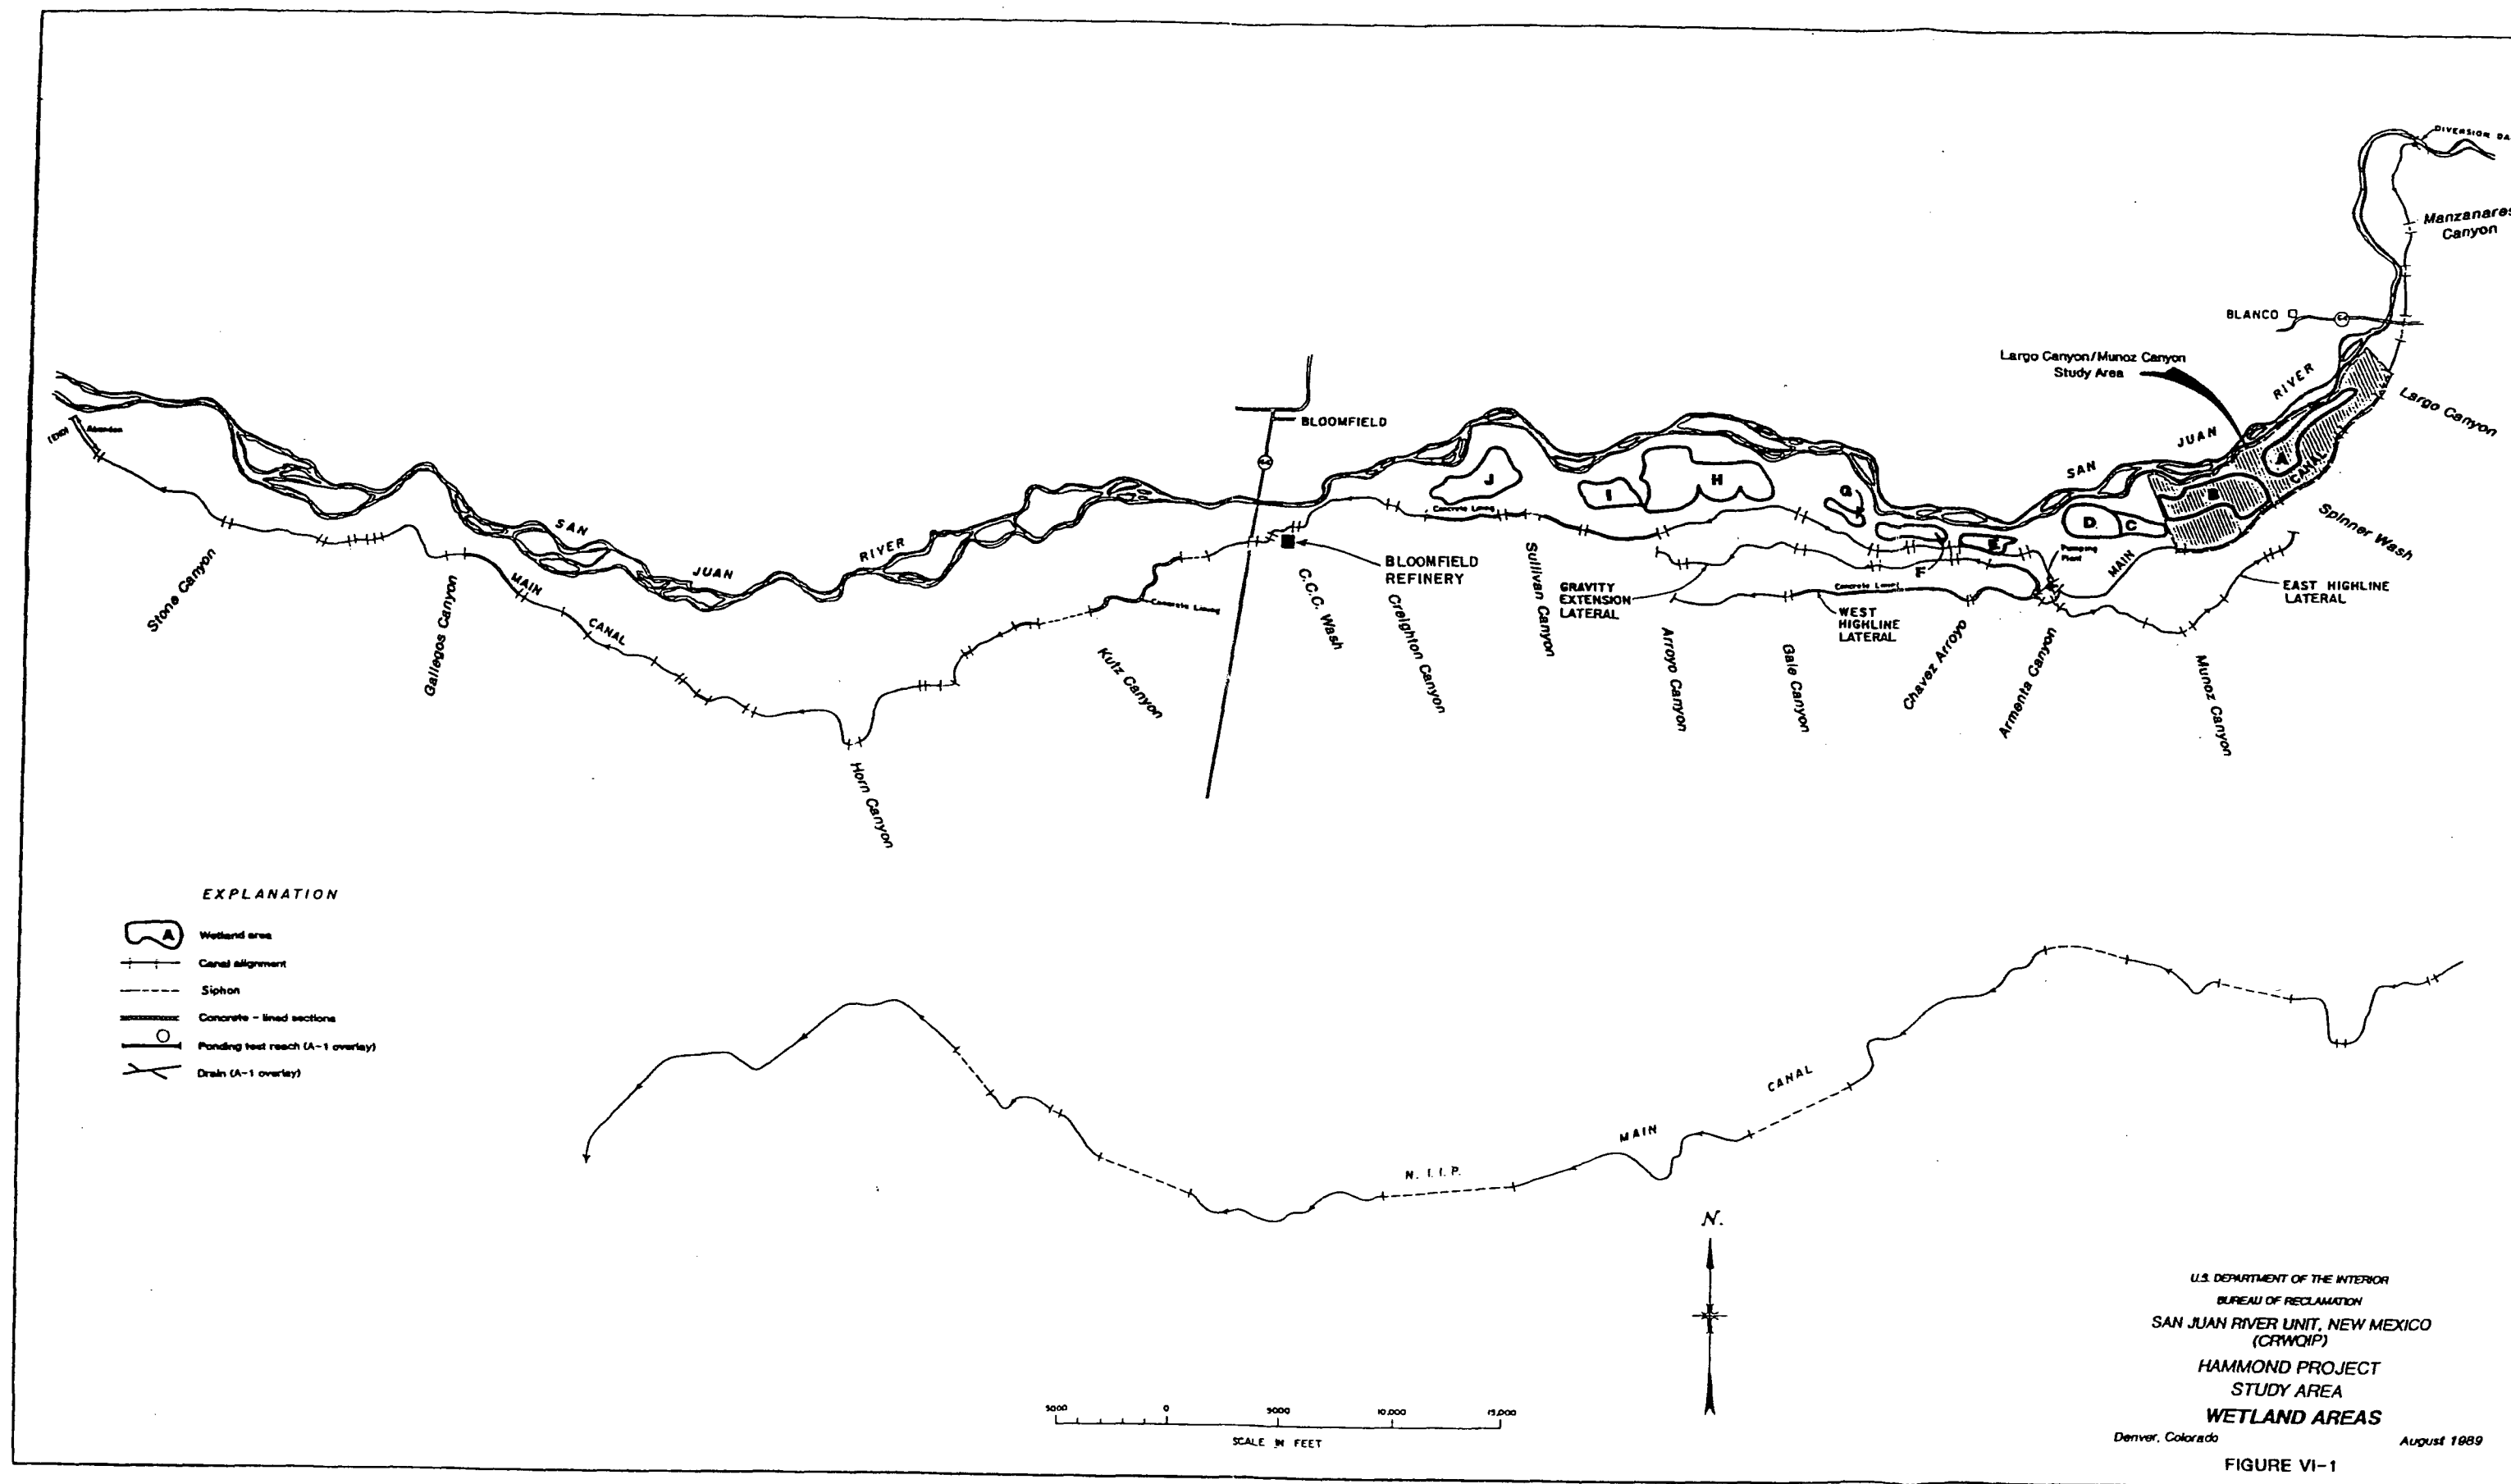 DIVERSION
Manzanares
Canyon
BLANCO
Largo Canyon/Munoz Canyon
Study Area
RIVER
Largo Canyon
JUAN
SAN
CANAL
A
B
C
D
E
F
G
H
I
J
BLOOMFIELD
Abandon
Concrete Lining
Pumping
Plant
Spinner Wash
MAIN
EAST HIGHLINE
LATERAL
SAN
JUAN
RIVER
BLOOMFIELD
REFINERY
GRAVITY
EXTENSION
LATERAL
WEST
HIGHLINE
LATERAL
Concrete Lining
Stone Canyon
Gallegos Canyon
MAIN
CANAL
Horn Canyon
Kutz Canyon
C.C.C. Wash
Creighton Canyon
Sullivan Canyon
Arroyo Canyon
Gale Canyon
Chavez Arroyo
Armenta Canyon
Munoz Canyon
EXPLANATION
A Wetland area
Canal alignment
Siphon
Concrete - lined sections
Ponding test reach (A-1 overlay)
Drain (A-1 overlay)
N.I.I.P.
MAIN
CANAL
N.
5000 0 5000 10,000 15,000
SCALE IN FEET
U.S. DEPARTMENT OF THE INTERIOR
BUREAU OF RECLAMATION
SAN JUAN RIVER UNIT, NEW MEXICO
(CRWQIP)
HAMMOND PROJECT
STUDY AREA
WETLAND AREAS
Denver, Colorado August 1989
FIGURE VI-1